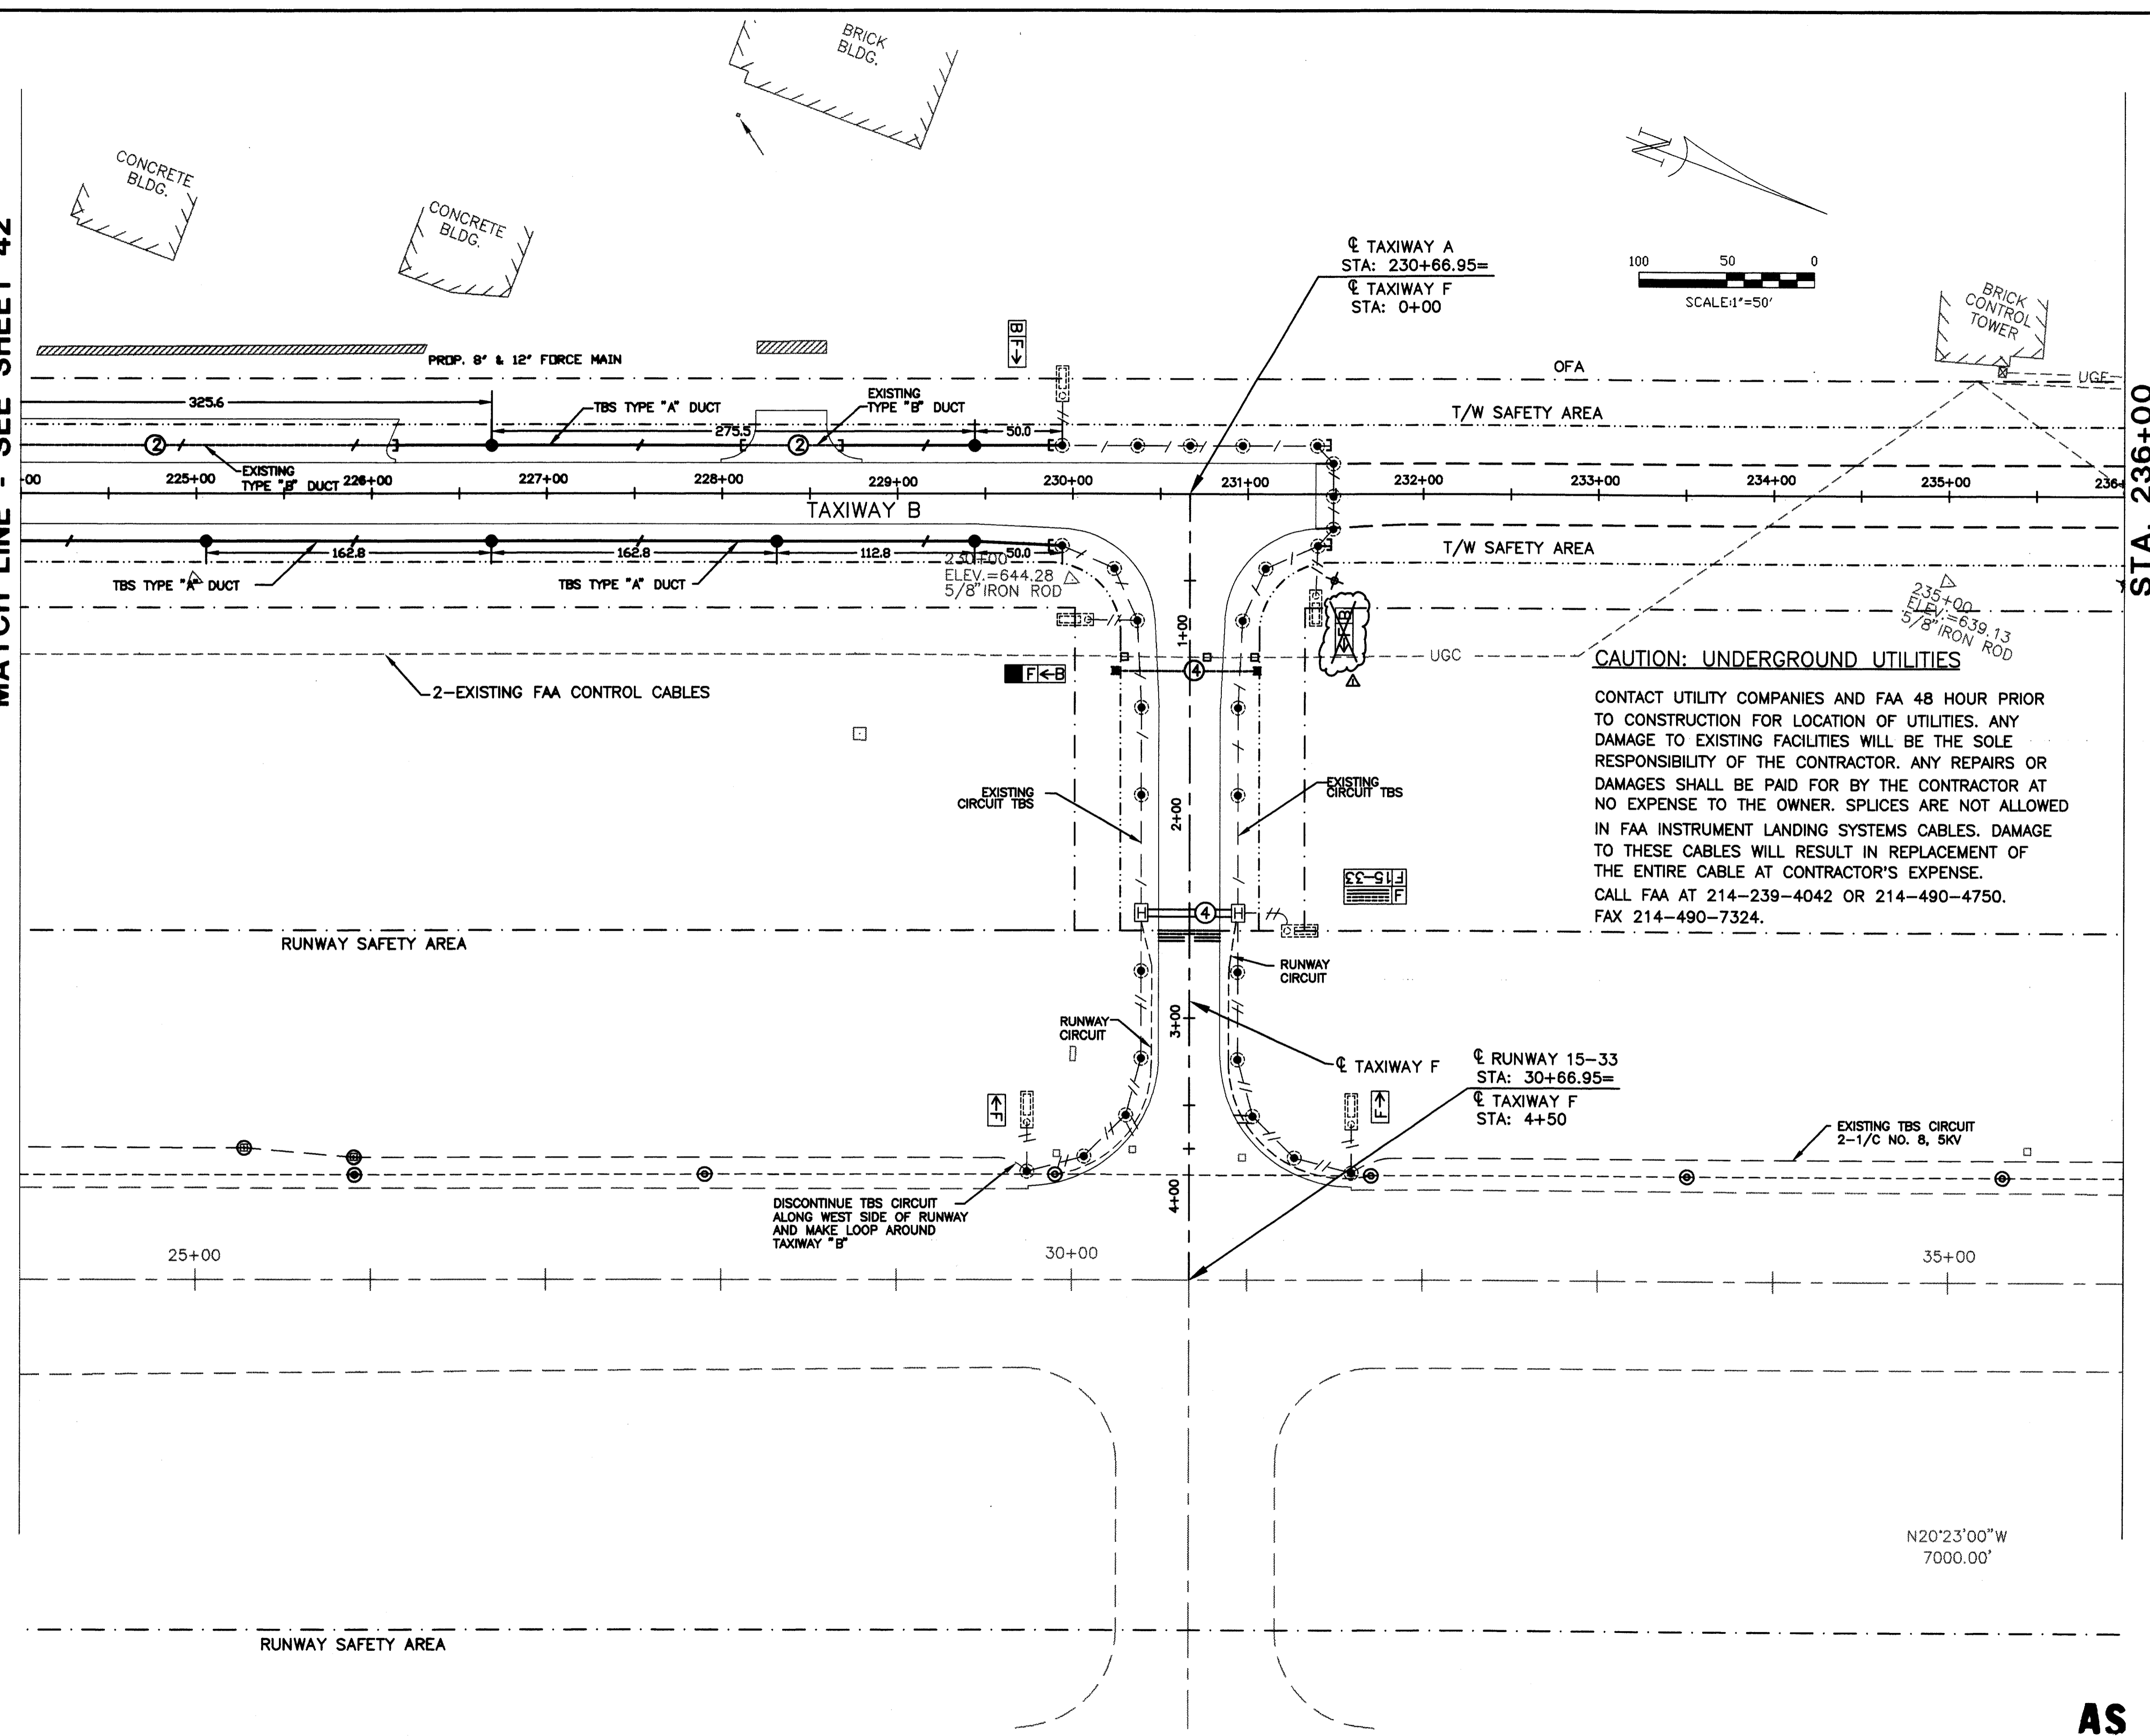 BRICK
BLDG.
CONCRETE
BLDG.
CONCRETE
BLDG.
N
MATCH LINE - SEE SHEET 42
℄ TAXIWAY A
STA: 230+66.95=
℄ TAXIWAY F
STA: 0+00
100 50 0
SCALE:1"=50'
BRICK
CONTROL
TOWER
PROP. 8" & 12" FORCE MAIN
B F→
OFA
UGE
325.6
TBS TYPE "A" DUCT
EXISTING
TYPE "B" DUCT
T/W SAFETY AREA
275.5
50.0
2
2
EXISTING
TYPE "B" DUCT
+00 225+00 226+00 227+00 228+00 229+00 230+00 231+00 232+00 233+00 234+00 235+00 236+
STA. 236+00
TAXIWAY B
162.8
162.8
112.8
50.0
T/W SAFETY AREA
TBS TYPE "A" DUCT
TBS TYPE "A" DUCT
230+00
ELEV.=644.28
5/8"IRON ROD
235+00
ELEV.=639.13
5/8"IRON ROD
1+00
←F B
1
UGC
F←B
4
2-EXISTING FAA CONTROL CABLES
CAUTION: UNDERGROUND UTILITIES
CONTACT UTILITY COMPANIES AND FAA 48 HOUR PRIOR
TO CONSTRUCTION FOR LOCATION OF UTILITIES. ANY
DAMAGE TO EXISTING FACILITIES WILL BE THE SOLE
RESPONSIBILITY OF THE CONTRACTOR. ANY REPAIRS OR
DAMAGES SHALL BE PAID FOR BY THE CONTRACTOR AT
NO EXPENSE TO THE OWNER. SPLICES ARE NOT ALLOWED
IN FAA INSTRUMENT LANDING SYSTEMS CABLES. DAMAGE
TO THESE CABLES WILL RESULT IN REPLACEMENT OF
THE ENTIRE CABLE AT CONTRACTOR'S EXPENSE.
CALL FAA AT 214-239-4042 OR 214-490-4750.
FAX 214-490-7324.
EXISTING
CIRCUIT TBS
2+00
EXISTING
CIRCUIT TBS
F 15-33
F
H 4 H
RUNWAY SAFETY AREA
RUNWAY
CIRCUIT
RUNWAY
CIRCUIT
3+00
℄ TAXIWAY F
℄ RUNWAY 15-33
STA: 30+66.95=
℄ TAXIWAY F
STA: 4+50
←F
←F
EXISTING TBS CIRCUIT
2-1/C NO. 8, 5KV
DISCONTINUE TBS CIRCUIT
ALONG WEST SIDE OF RUNWAY
AND MAKE LOOP AROUND
TAXIWAY "B"
4+00
25+00 30+00 35+00
N20°23'00"W
7000.00'
RUNWAY SAFETY AREA
AS